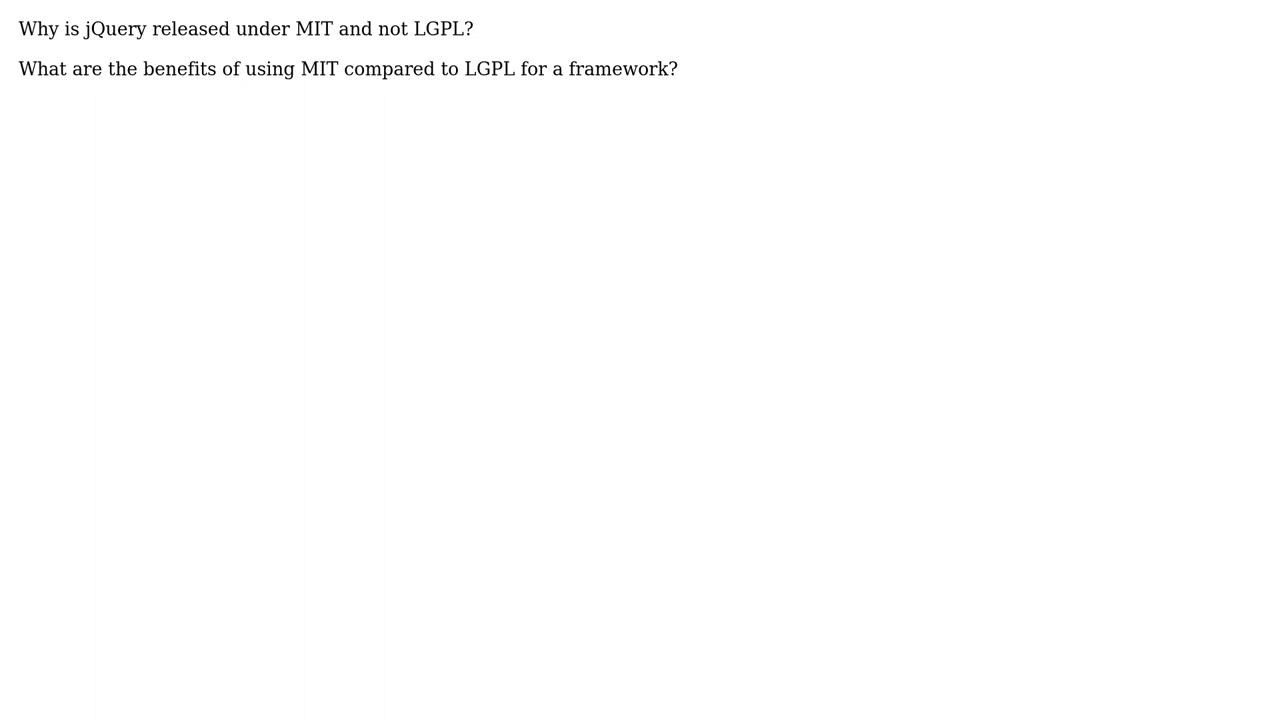 Why is jQuery released under MIT and not LGPL?
What are the benefits of using MIT compared to LGPL for a framework?